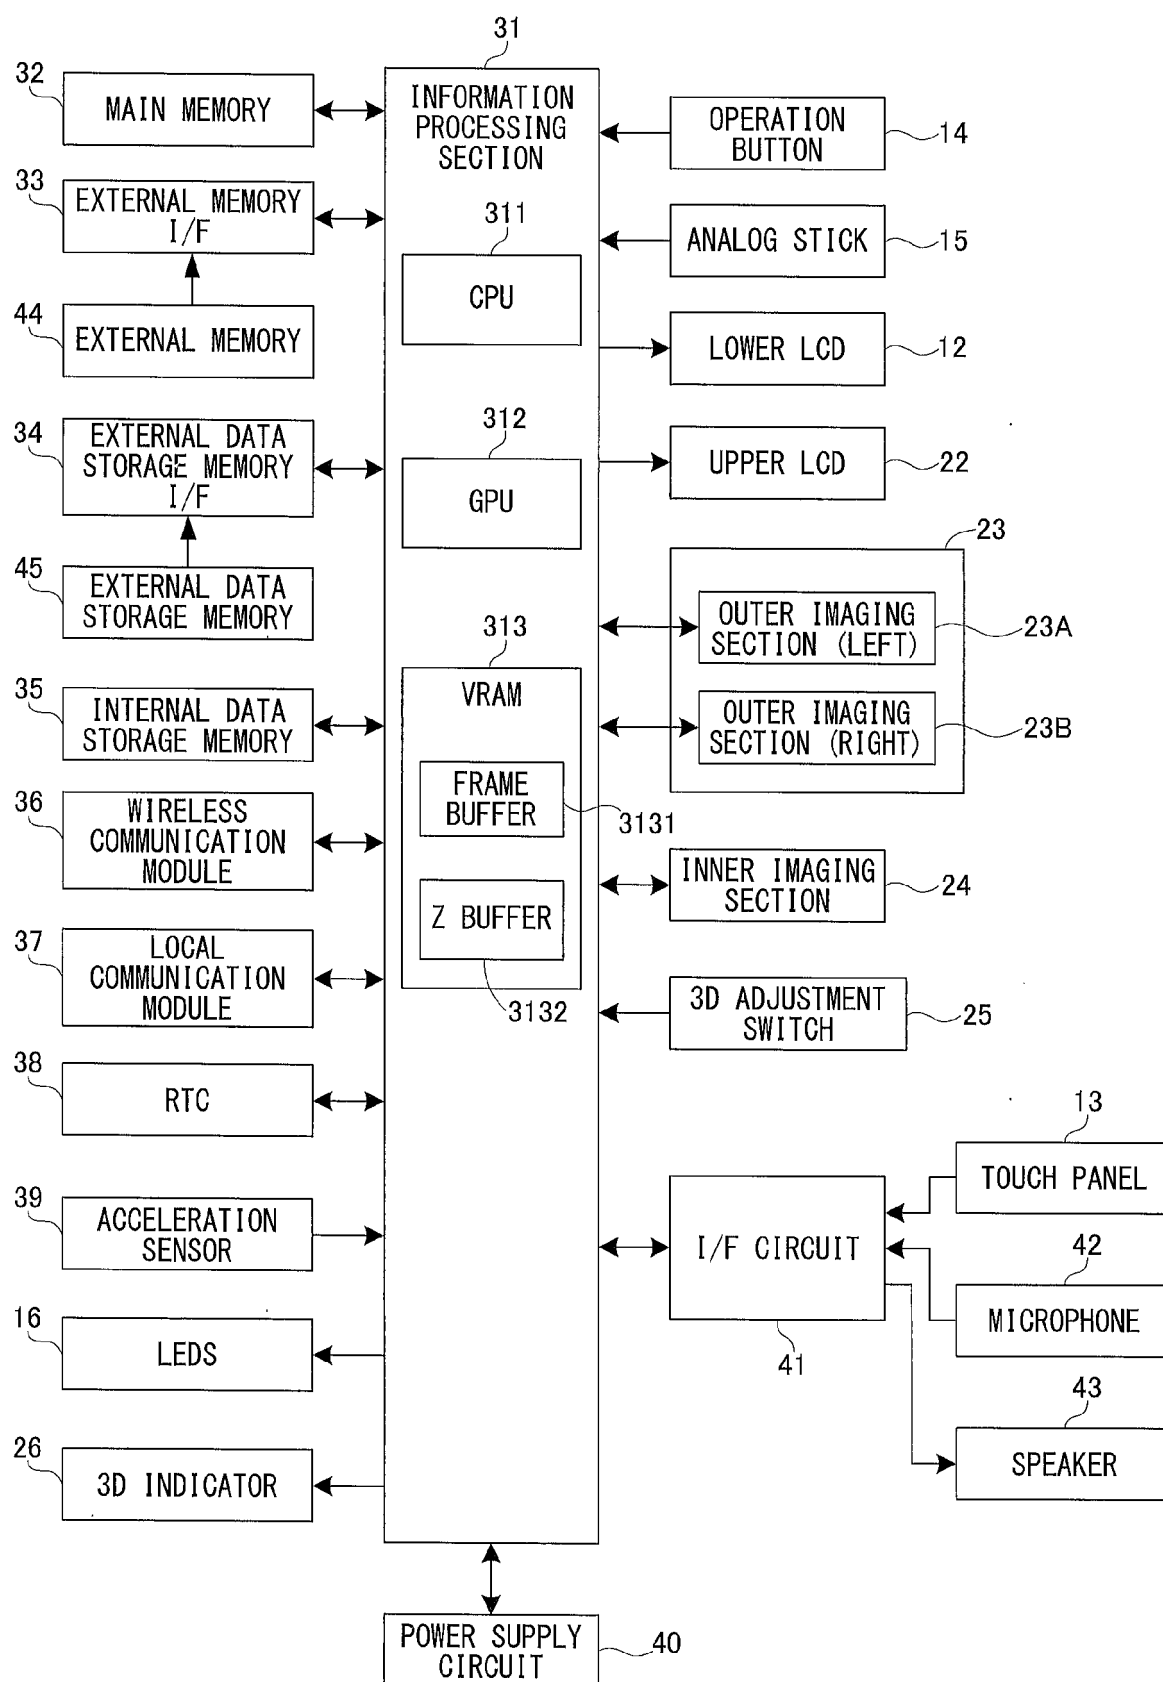 31
32
MAIN MEMORY
33
EXTERNAL MEMORY
I/F
44
EXTERNAL MEMORY
34
EXTERNAL DATA
STORAGE MEMORY
I/F
45
EXTERNAL DATA
STORAGE MEMORY
35
INTERNAL DATA
STORAGE MEMORY
36
WIRELESS
COMMUNICATION
MODULE
37
LOCAL
COMMUNICATION
MODULE
38
RTC
39
ACCELERATION
SENSOR
16
LEDS
26
3D INDICATOR
INFORMATION
PROCESSING
SECTION
311
CPU
312
GPU
313
VRAM
FRAME
BUFFER
3131
Z BUFFER
3132
OPERATION
BUTTON
14
ANALOG STICK
15
LOWER LCD
12
UPPER LCD
22
23
OUTER IMAGING
SECTION (LEFT)
23A
OUTER IMAGING
SECTION (RIGHT)
23B
INNER IMAGING
SECTION
24
3D ADJUSTMENT
SWITCH
25
13
TOUCH PANEL
I/F CIRCUIT
41
42
MICROPHONE
43
SPEAKER
POWER SUPPLY
CIRCUIT
40